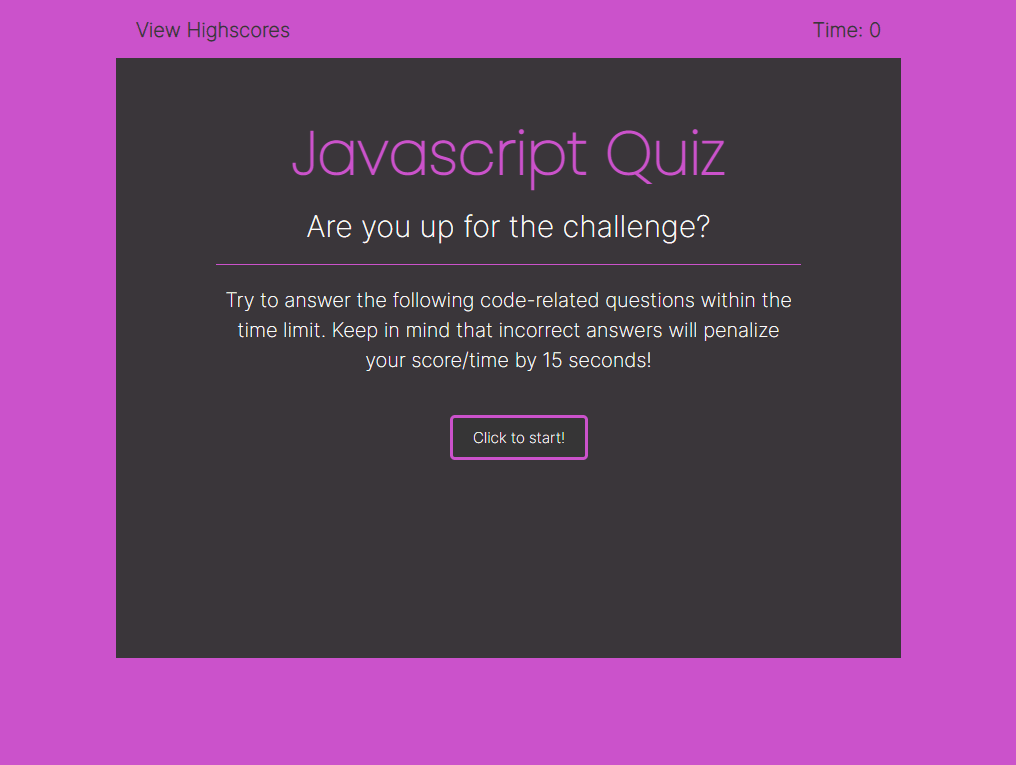 View Highscores
Time: 0
Javascript Quiz
Are you up for the challenge?
Try to answer the following code-related questions within the
time limit. Keep in mind that incorrect answers will penalize
your score/time by 15 seconds!
Click to start!